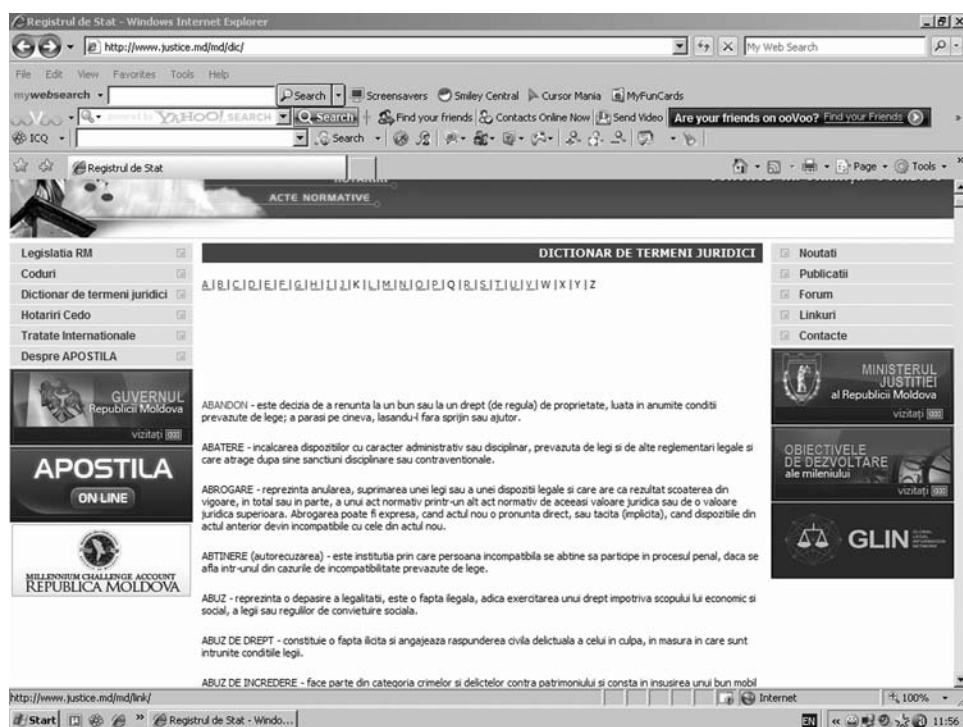 Registrul de Stat - Windows Internet Explorer
http://www.justice.md/md/dic/
My Web Search
File Edit View Favorites Tools Help
mywebsearch
Search
Screensavers Smiley Central Cursor Mania MyFunCards
YAHOO! SEARCH
Search
Find your friends Contacts Online Now Send Video
Are your friends on ooVoo? Find your Friends
ICQ
Search
Registrul de Stat
Page Tools
ACTE NORMATIVE
Legislatia RM
Coduri
Dictionar de termeni juridici
Hotariri Cedo
Tratate Internationale
Despre APOSTILA
GUVERNUL
Republicii Moldova
vizitați
APOSTILA
ON LINE
MILLENNIUM CHALLENGE ACCOUNT
REPUBLICA MOLDOVA
DICTIONAR DE TERMENI JURIDICI
A|B|C|D|E|F|G|H|I|J|K|L|M|N|O|P|Q|R|S|T|U|V|W|X|Y|Z
ABANDON - este decizia de a renunta la un bun sau la un drept (de regula) de proprietate, luata in anumite conditii
prevazute de lege; a parasi pe cineva, lasandu-l fara sprijin sau ajutor.
ABATERE - incalcarea dispozitiilor cu caracter administrativ sau disciplinar, prevazuta de legi si de alte reglementari legale si
care atrage dupa sine sanctiuni disciplinare sau contraventionale.
ABROGARE - reprezinta anularea, suprimarea unei legi sau a unei dispozitii legale si care are ca rezultat scoaterea din
vigoare, in total sau in parte, a unui act normativ printr-un alt act normativ de aceeasi valoare juridica sau de o valoare
juridica superioara. Abrogarea poate fi expresa, cand actul nou o pronunta direct, sau tacita (implicita), cand dispozitiile din
actul anterior devin incompatibile cu cele din actul nou.
ABTINERE (autorecuzarea) - este institutia prin care persoana incompatibila se abtine sa participe in procesul penal, daca se
afla intr-unul din cazurile de incompatibilitate prevazute de lege.
ABUZ - reprezinta o depasire a legalitatii, este o fapta ilegala, adica exercitarea unui drept impotriva scopului lui economic si
social, a legii sau regulilor de convietuire sociala.
ABUZ DE DREPT - constituie o fapta ilicita si angajeaza raspunderea civila delictuala a celui in culpa, in masura in care sunt
intrunite conditiile legii.
ABUZ DE INCREDERE - face parte din categoria crimelor si delictelor contra patrimoniului si consta in insusirea unui bun mobil
Noutati
Publicatii
Forum
Linkuri
Contacte
MINISTERUL
JUSTITIEI
al Republicii Moldova
vizitați
OBIECTIVELE
DE DEZVOLTARE
ale mileniului
vizitați
GLIN
http://www.justice.md/md/link/
Internet
100%
Start
Registrul de Stat - Windo...
EN
11:56